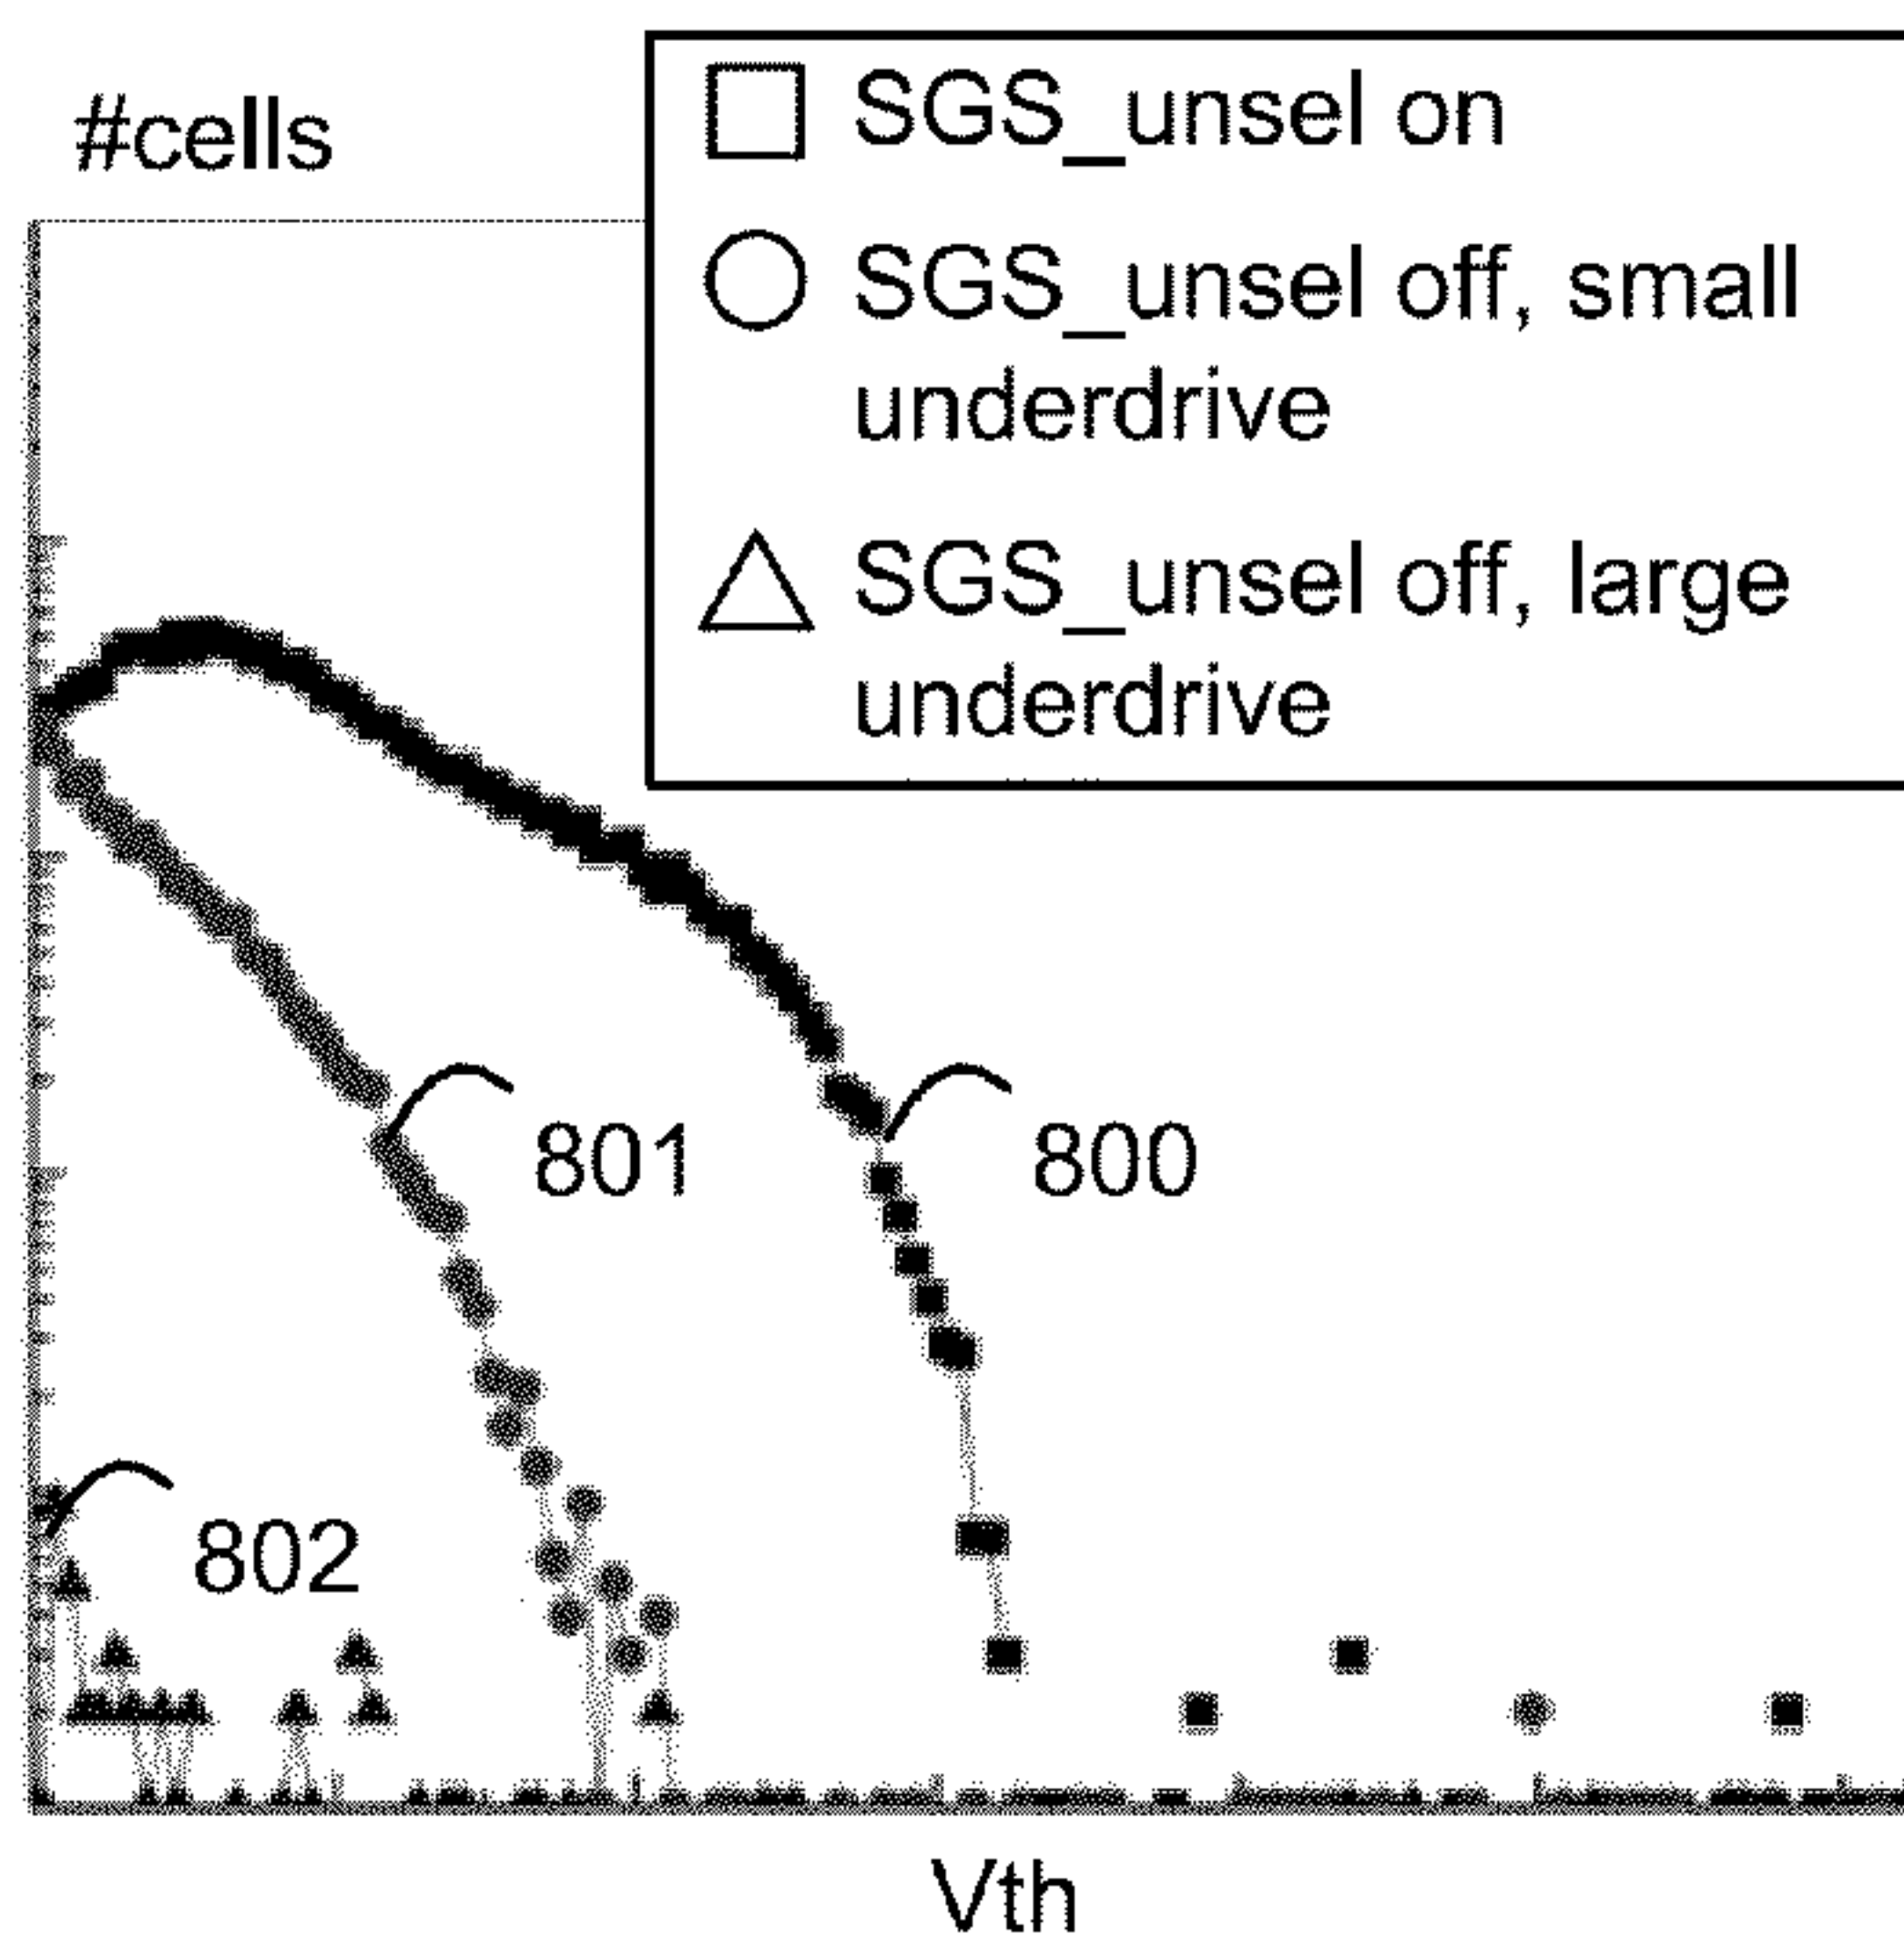 #cells
SGS_unsel on
SGS_unsel off, small
underdrive
SGS_unsel off, large
underdrive
801
800
802
Vth